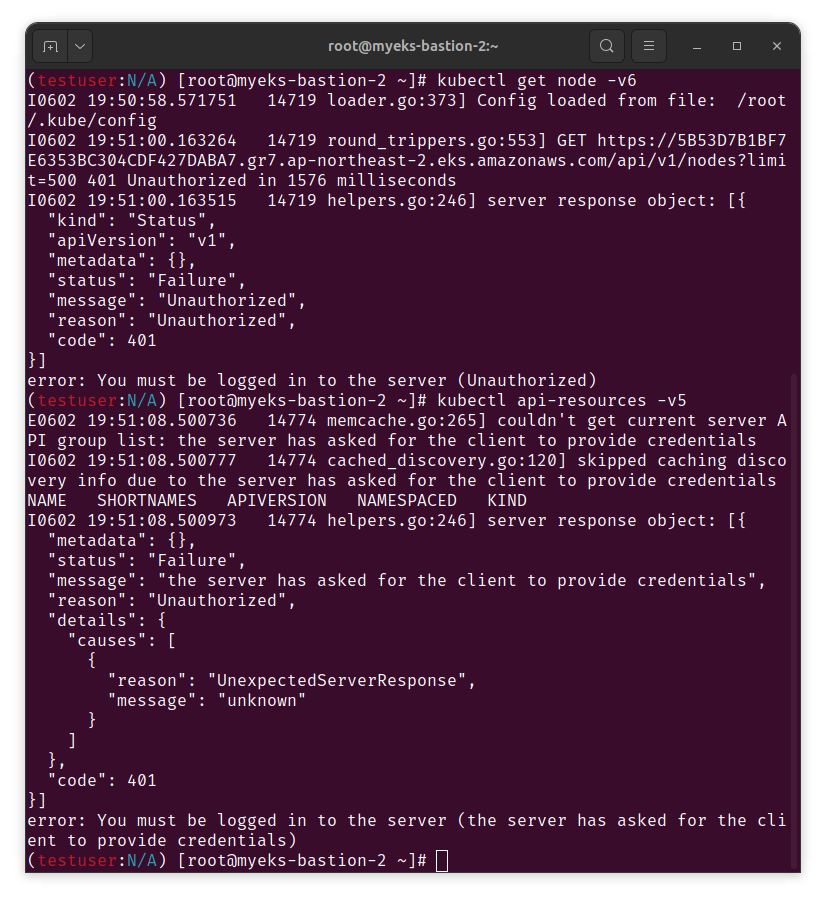 root@myeks-bastion-2:~
(testuser:N/A) [root@myeks-bastion-2 ~]# kubectl get node -v6
I0602 19:50:58.571751   14719 loader.go:373] Config loaded from file:  /root
/.kube/config
I0602 19:51:00.163264   14719 round_trippers.go:553] GET https://5B53D7B1BF7
E6353BC304CDF427DABA7.gr7.ap-northeast-2.eks.amazonaws.com/api/v1/nodes?limi
t=500 401 Unauthorized in 1576 milliseconds
I0602 19:51:00.163515   14719 helpers.go:246] server response object: [{
  "kind": "Status",
  "apiVersion": "v1",
  "metadata": {},
  "status": "Failure",
  "message": "Unauthorized",
  "reason": "Unauthorized",
  "code": 401
}]
error: You must be logged in to the server (Unauthorized)
(testuser:N/A) [root@myeks-bastion-2 ~]# kubectl api-resources -v5
E0602 19:51:08.500736   14774 memcache.go:265] couldn't get current server A
PI group list: the server has asked for the client to provide credentials
I0602 19:51:08.500777   14774 cached_discovery.go:120] skipped caching disco
very info due to the server has asked for the client to provide credentials
NAME   SHORTNAMES   APIVERSION   NAMESPACED   KIND
I0602 19:51:08.500973   14774 helpers.go:246] server response object: [{
  "metadata": {},
  "status": "Failure",
  "message": "the server has asked for the client to provide credentials",
  "reason": "Unauthorized",
  "details": {
    "causes": [
      {
        "reason": "UnexpectedServerResponse",
        "message": "unknown"
      }
    ]
  },
  "code": 401
}]
error: You must be logged in to the server (the server has asked for the cli
ent to provide credentials)
(testuser:N/A) [root@myeks-bastion-2 ~]#